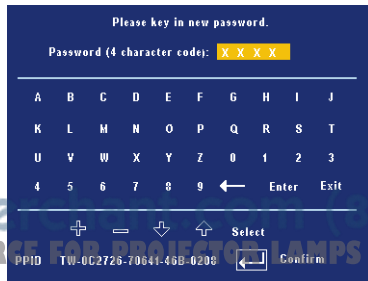 Please key in new password.
Password (4 character code): X X X X
A B C D E F G H I J
K L M N O P Q R S T
U V W X Y Z 0 1 2 3
4 5 6 7 8 9 ← Enter Exit
Select
PPID TW-0C2726-70641-46B-0208 Confirm